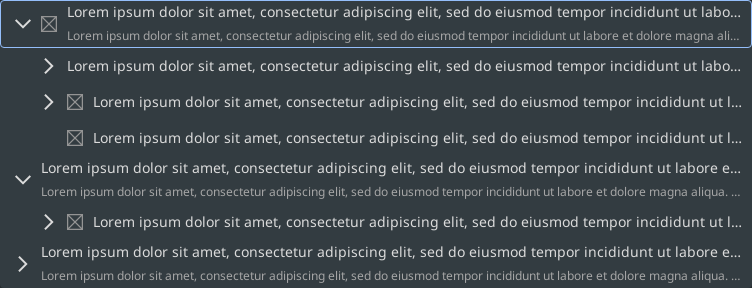 Lorem ipsum dolor sit amet, consectetur adipiscing elit, sed do eiusmod tempor incididunt ut labo...
Lorem ipsum dolor sit amet, consectetur adipiscing elit, sed do eiusmod tempor incididunt ut labore et dolore magna ali...
Lorem ipsum dolor sit amet, consectetur adipiscing elit, sed do eiusmod tempor incididunt ut labo...
Lorem ipsum dolor sit amet, consectetur adipiscing elit, sed do eiusmod tempor incididunt ut l...
Lorem ipsum dolor sit amet, consectetur adipiscing elit, sed do eiusmod tempor incididunt ut l...
Lorem ipsum dolor sit amet, consectetur adipiscing elit, sed do eiusmod tempor incididunt ut labore e...
Lorem ipsum dolor sit amet, consectetur adipiscing elit, sed do eiusmod tempor incididunt ut labore et dolore magna aliqua. ...
Lorem ipsum dolor sit amet, consectetur adipiscing elit, sed do eiusmod tempor incididunt ut l...
Lorem ipsum dolor sit amet, consectetur adipiscing elit, sed do eiusmod tempor incididunt ut labore e...
Lorem ipsum dolor sit amet, consectetur adipiscing elit, sed do eiusmod tempor incididunt ut labore et dolore magna aliqua. ...